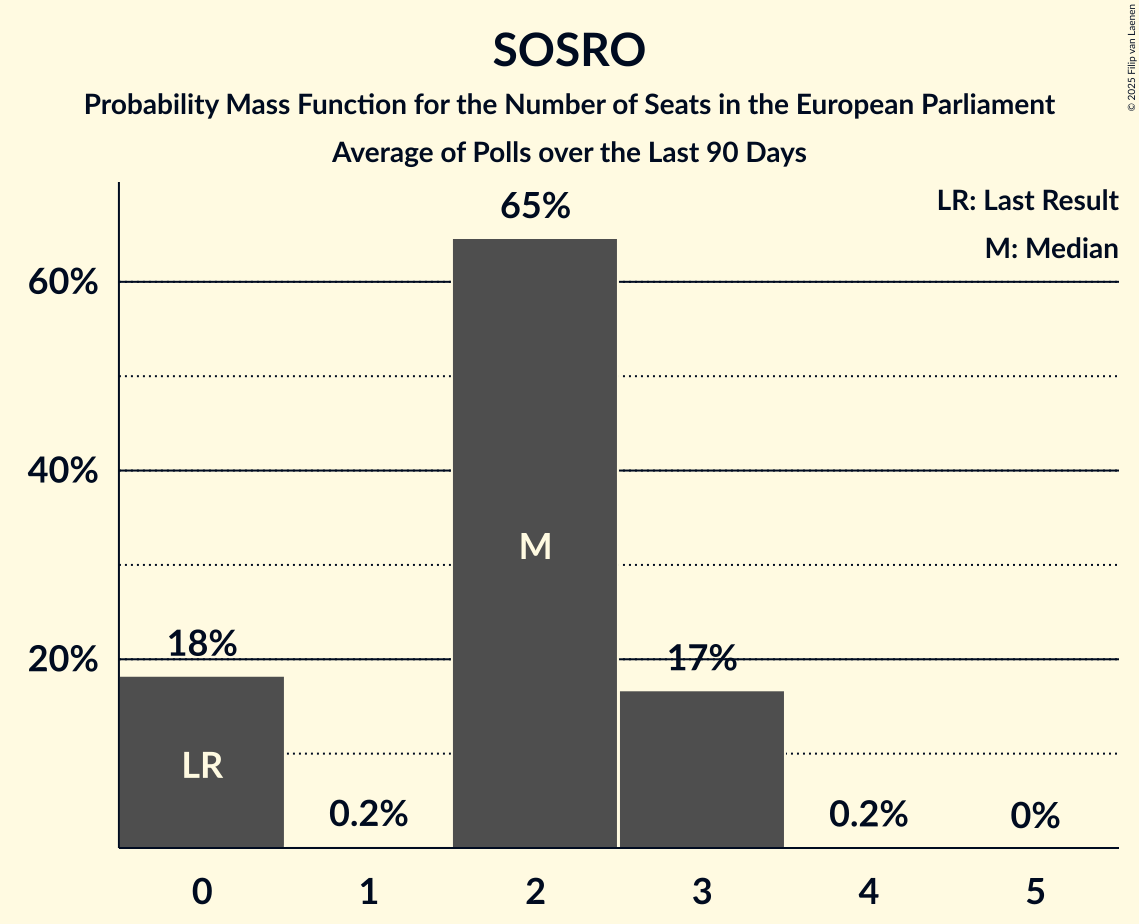 SOSRO
Probability Mass Function for the Number of Seats in the European Parliament
Average of Polls over the Last 90 Days
© 2025 Filip van Laenen
LR: Last Result
M: Median
65%
60%
40%
M
18%
20%
17%
LR
0.2%
0.2%
0%
0 1 2 3 4 5